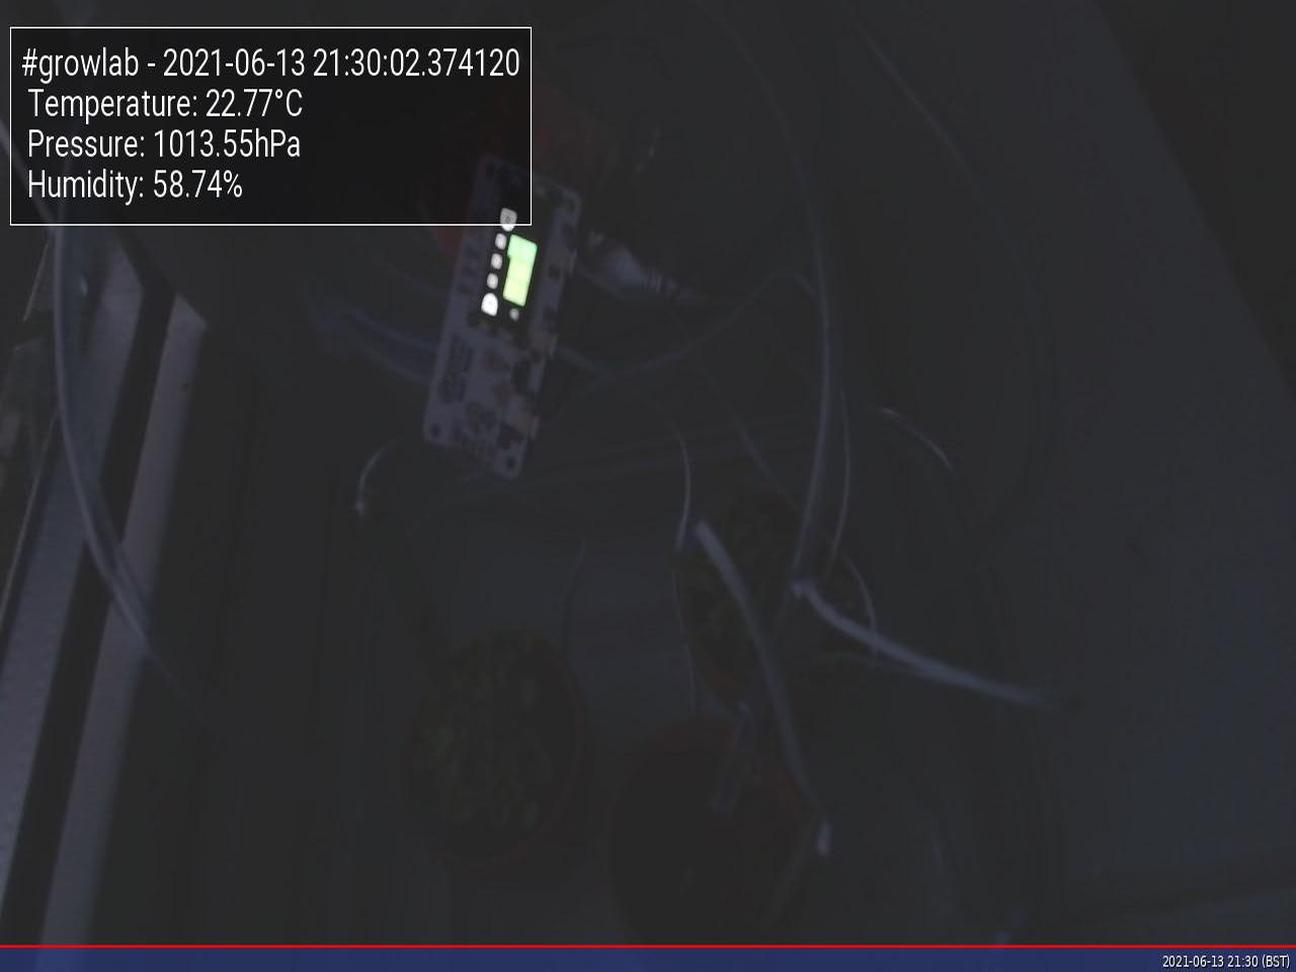 #growlab - 2021-06-13 21:30:02.374120
Temperature: 22.77°C
Pressure: 1013.55hPa
Humidity: 58.74%
2021-06-13 21:30 (BST)